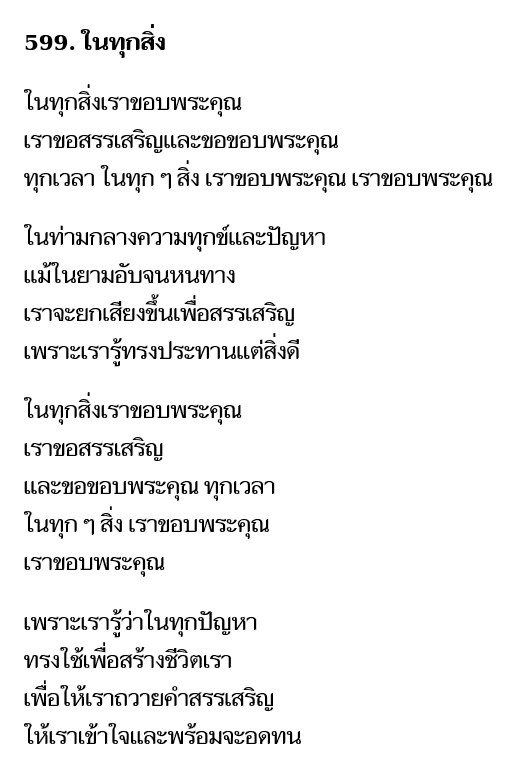 599. ในทุกสิ่ง
ในทุกสิ่งเราขอบพระคุณ
เราขอสรรเสริญและขอขอบพระคุณ
ทุกเวลา ในทุก ๆ สิ่ง เราขอบพระคุณ เราขอบพระคุณ
ในท่ามกลางความทุกข์และปัญหา
แม้ในยามอับจนหนทาง
เราจะยกเสียงขึ้นเพื่อสรรเสริญ
เพราะเรารู้ทรงประทานแต่สิ่งดี
ในทุกสิ่งเราขอบพระคุณ
เราขอสรรเสริญ
และขอขอบพระคุณ ทุกเวลา
ในทุก ๆ สิ่ง เราขอบพระคุณ
เราขอบพระคุณ
เพราะเรารู้ว่าในทุกปัญหา
ทรงใช้เพื่อสร้างชีวิตเรา
เพื่อให้เราถวายคำสรรเสริญ
ให้เราเข้าใจและพร้อมจะอดทน